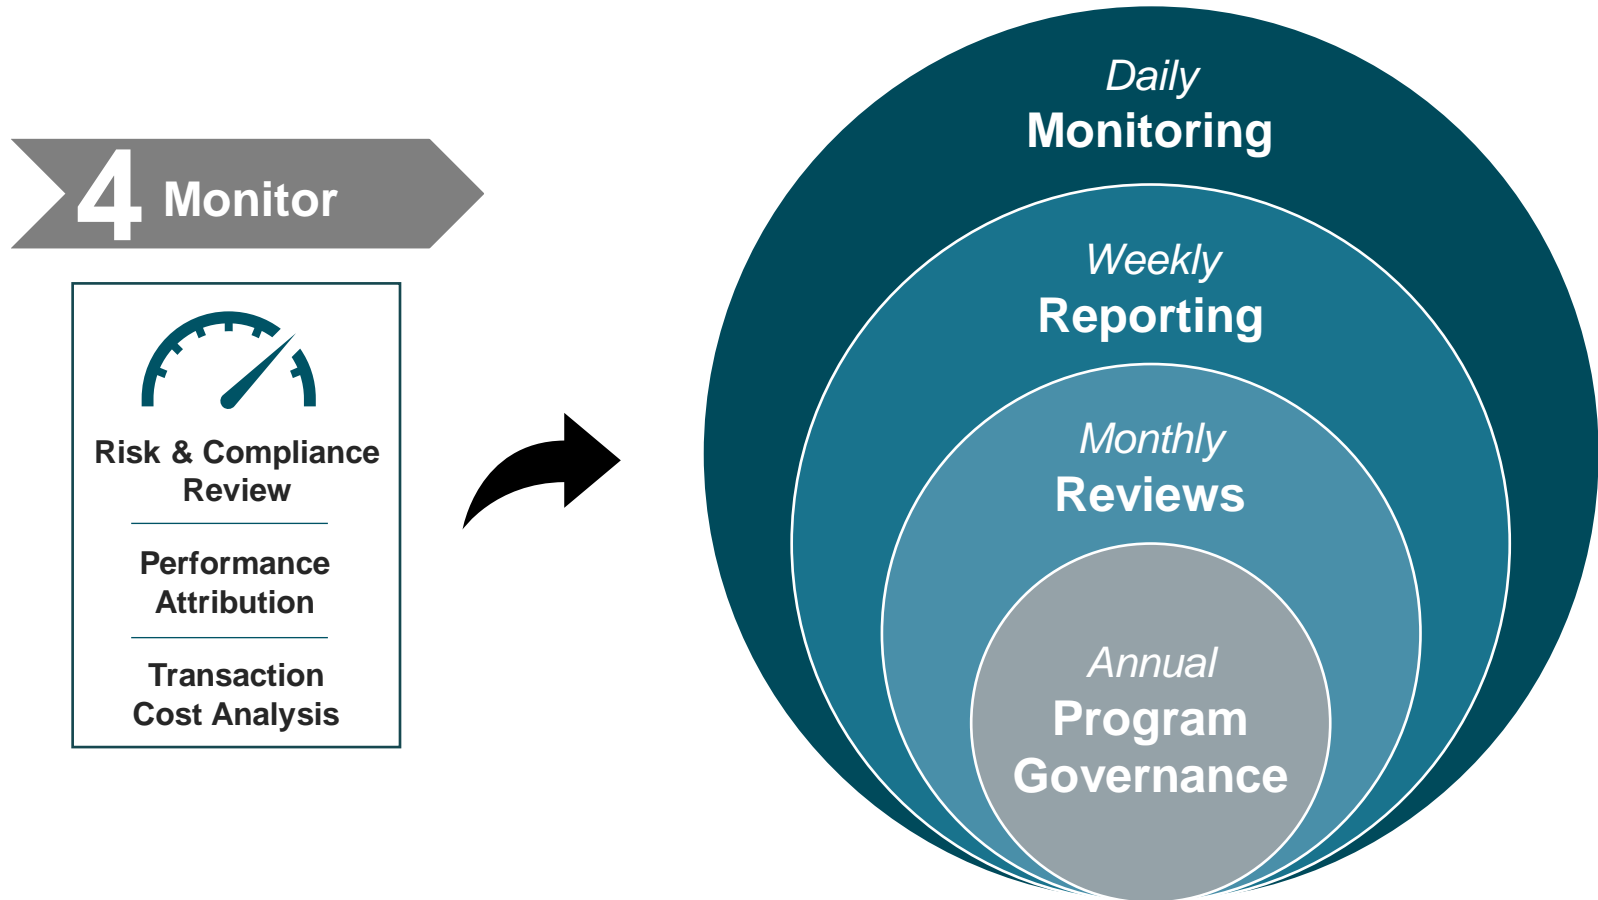 4 Monitor
Risk & Compliance
Review
Performance
Attribution
Transaction
Cost Analysis
Daily
Monitoring
Weekly
Reporting
Monthly
Reviews
Annual
Program
Governance